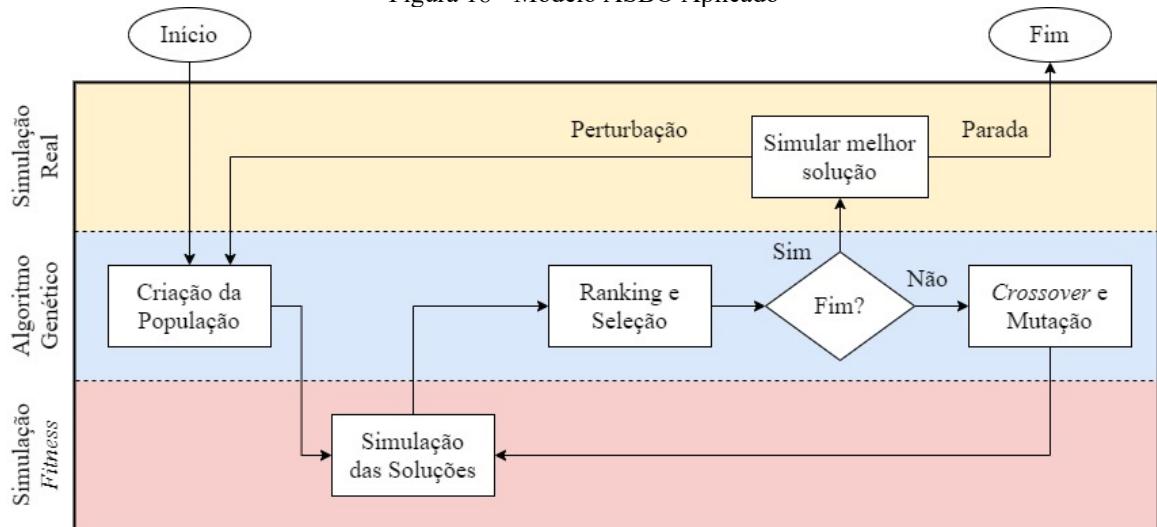 Figura 18 - Modelo ASBO Aplicado
Início
Fim
Simulação
Real
Perturbação
Simular melhor
solução
Parada
Algoritmo
Genético
Criação da
População
Ranking e
Seleção
Sim
Fim?
Não
Crossover e
Mutação
Simulação
Fitness
Simulação
das Soluções